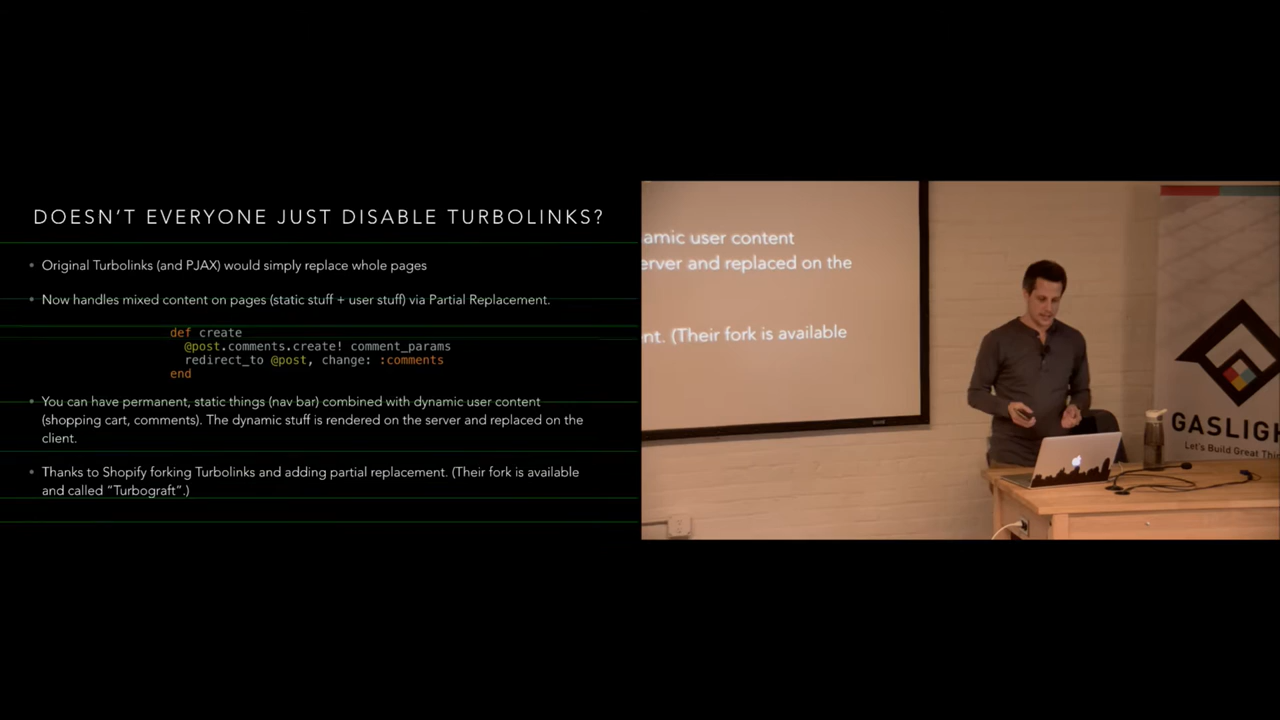 DOESN'T EVERYONE JUST DISABLE TURBOLINKS?
Original Turbolinks (and PJAX) would simply replace whole pages
Now handles mixed content on pages (static stuff + user stuff) via Partial Replacement.
def create
@post.comments.create! comment_params
redirect_to @post, change: :comments
end
You can have permanent, static things (nav bar) combined with dynamic user content
(shopping cart, comments). The dynamic stuff is rendered on the server and replaced on the
client.
Thanks to Shopify forking Turbolinks and adding partial replacement. (Their fork is available
and called "Turbograft".)
amic user content
erver and replaced on the
nt. (Their fork is available
GASLIGH
Let's Build Great Thin